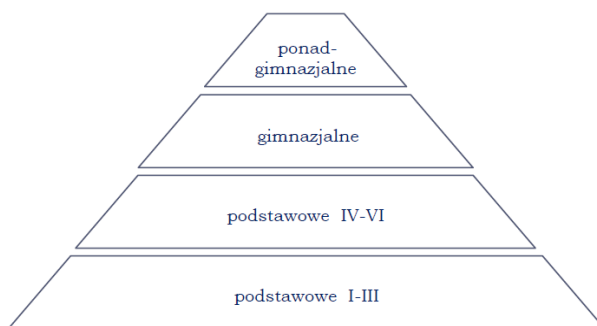 ponad-
gimnazjalne
gimnazjalne
podstawowe IV-VI
podstawowe I-III